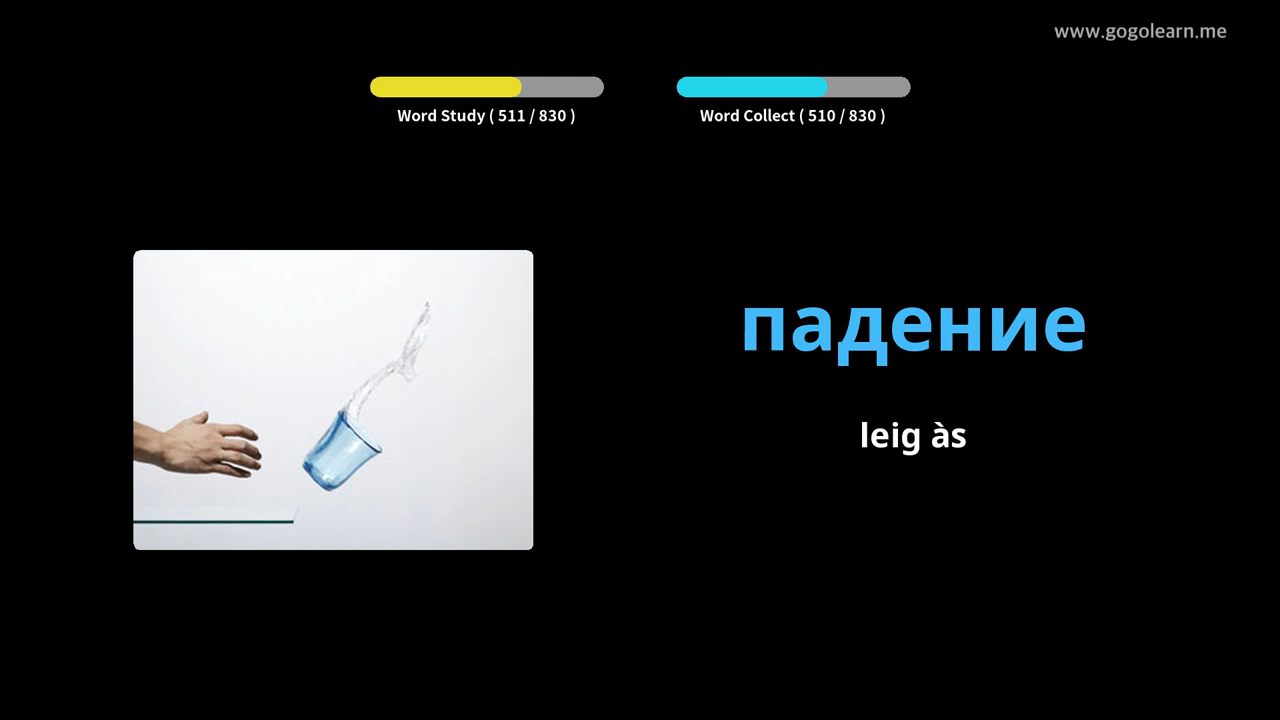 www.gogolearn.me
Word Study ( 511 / 830 )
Word Collect ( 510 / 830 )
падение
leig às